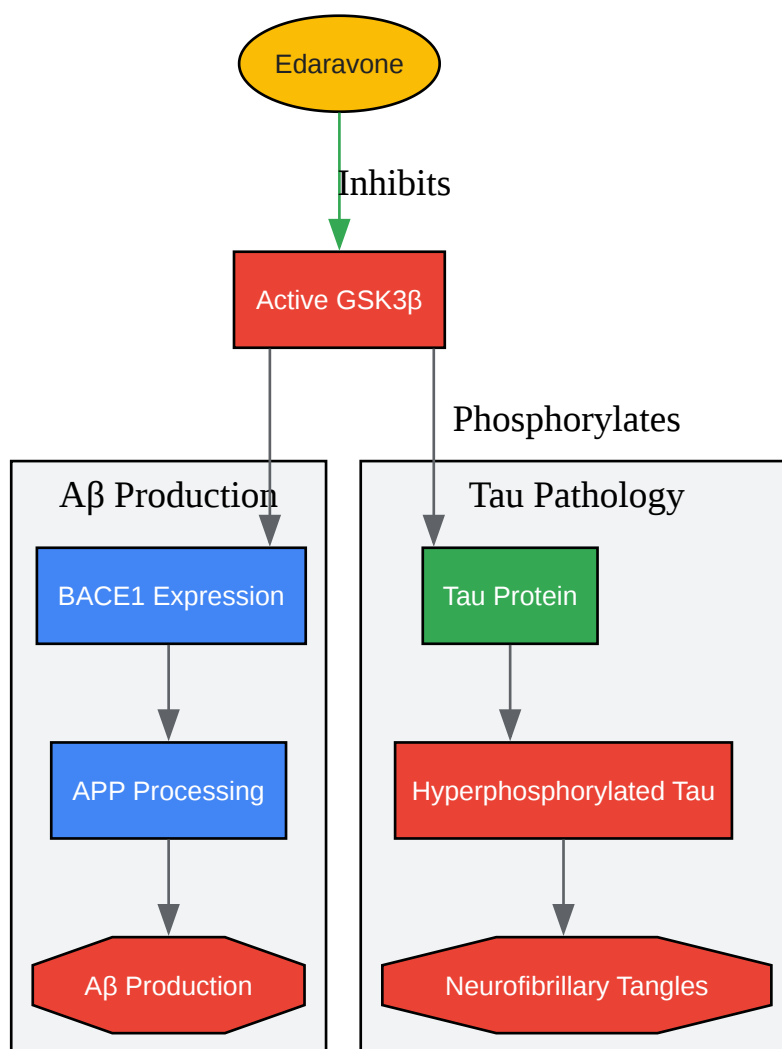 Edaravone
Inhibits
Active GSK3β
Phosphorylates
Aβ Production
Tau Pathology
BACE1 Expression
Tau Protein
APP Processing
Hyperphosphorylated Tau
Aβ Production
Neurofibrillary Tangles